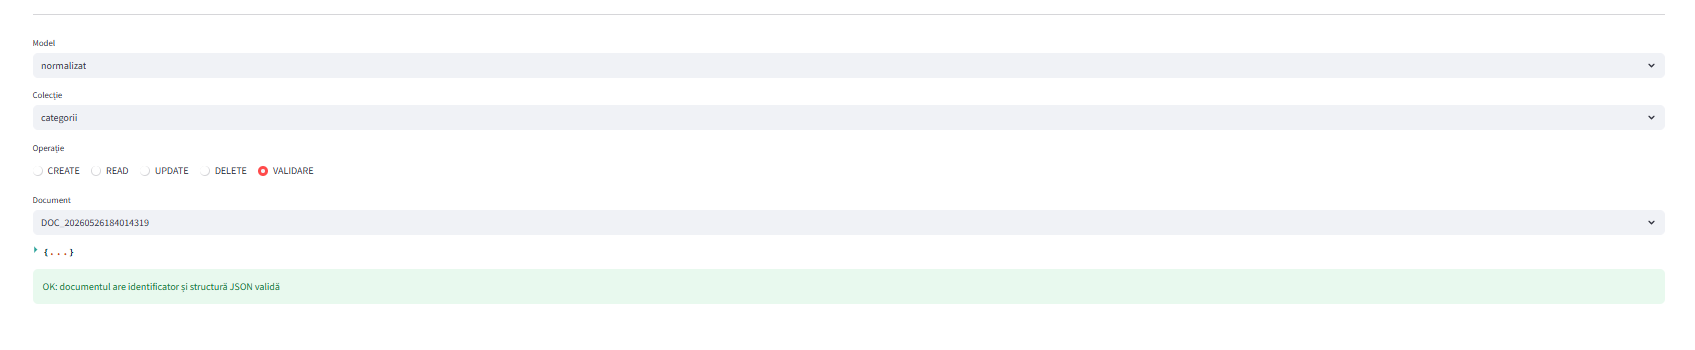 Model
normalizat
Colecție
categorii
Operație
CREATE READ UPDATE DELETE VALIDARE
Document
DOC_20260526184014319
{...}
OK: documentul are identificator și structură JSON validă